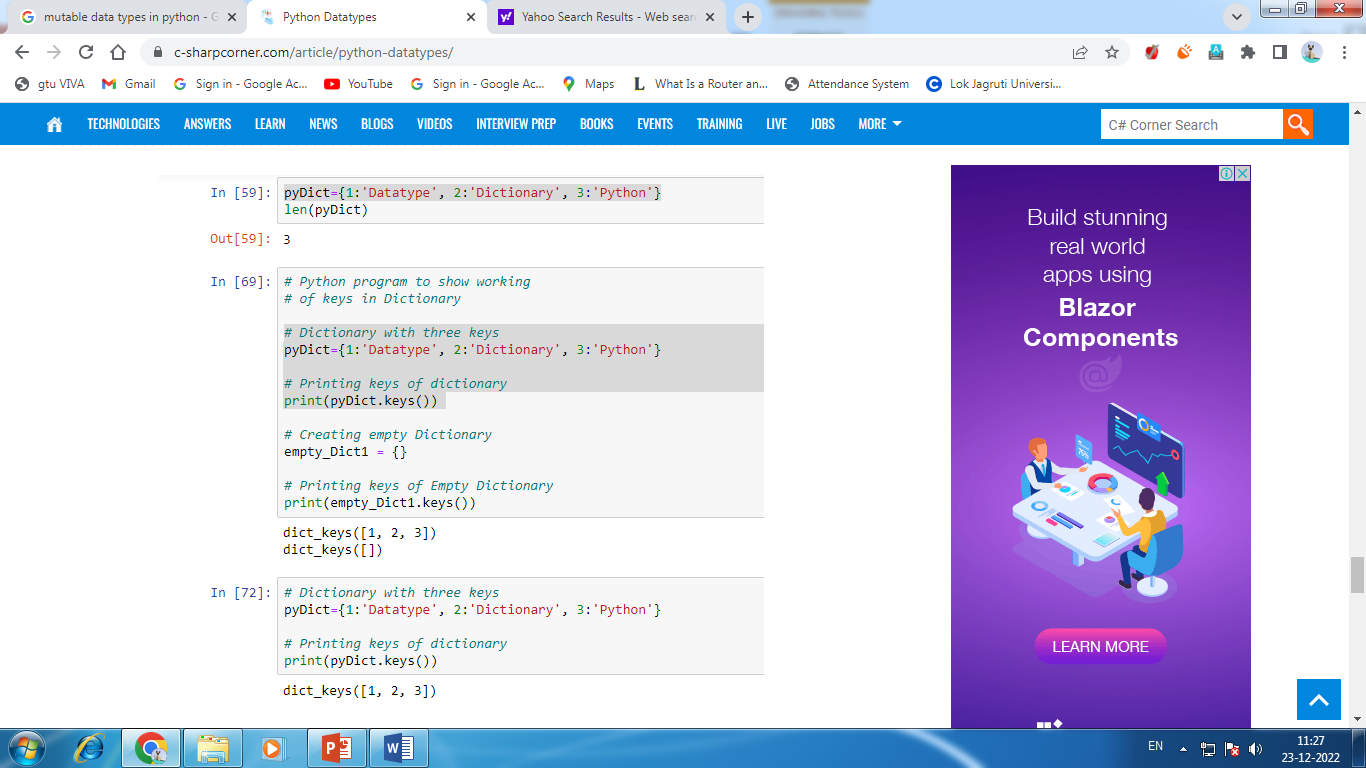 mutable data types in python - G
Python Datatypes
Yahoo Search Results - Web sear
c-sharpcorner.com/article/python-datatypes/
gtu VIVA
Gmail
Sign in - Google Ac...
YouTube
Sign in - Google Ac...
Maps
What Is a Router an...
Attendance System
Lok Jagruti Universi...
TECHNOLOGIES ANSWERS LEARN NEWS BLOGS VIDEOS INTERVIEW PREP BOOKS EVENTS TRAINING LIVE JOBS MORE
C# Corner Search
In [59]: pyDict={1:'Datatype', 2:'Dictionary', 3:'Python'}
len(pyDict)
Out[59]: 3
In [69]: # Python program to show working
# of keys in Dictionary
# Dictionary with three keys
pyDict={1:'Datatype', 2:'Dictionary', 3:'Python'}
# Printing keys of dictionary
print(pyDict.keys())
# Creating empty Dictionary
empty_Dict1 = {}
# Printing keys of Empty Dictionary
print(empty_Dict1.keys())
dict_keys([1, 2, 3])
dict_keys([])
In [72]: # Dictionary with three keys
pyDict={1:'Datatype', 2:'Dictionary', 3:'Python'}
# Printing keys of dictionary
print(pyDict.keys())
dict_keys([1, 2, 3])
Build stunning
real world
apps using
Blazor
Components
LEARN MORE
EN
11:27
23-12-2022